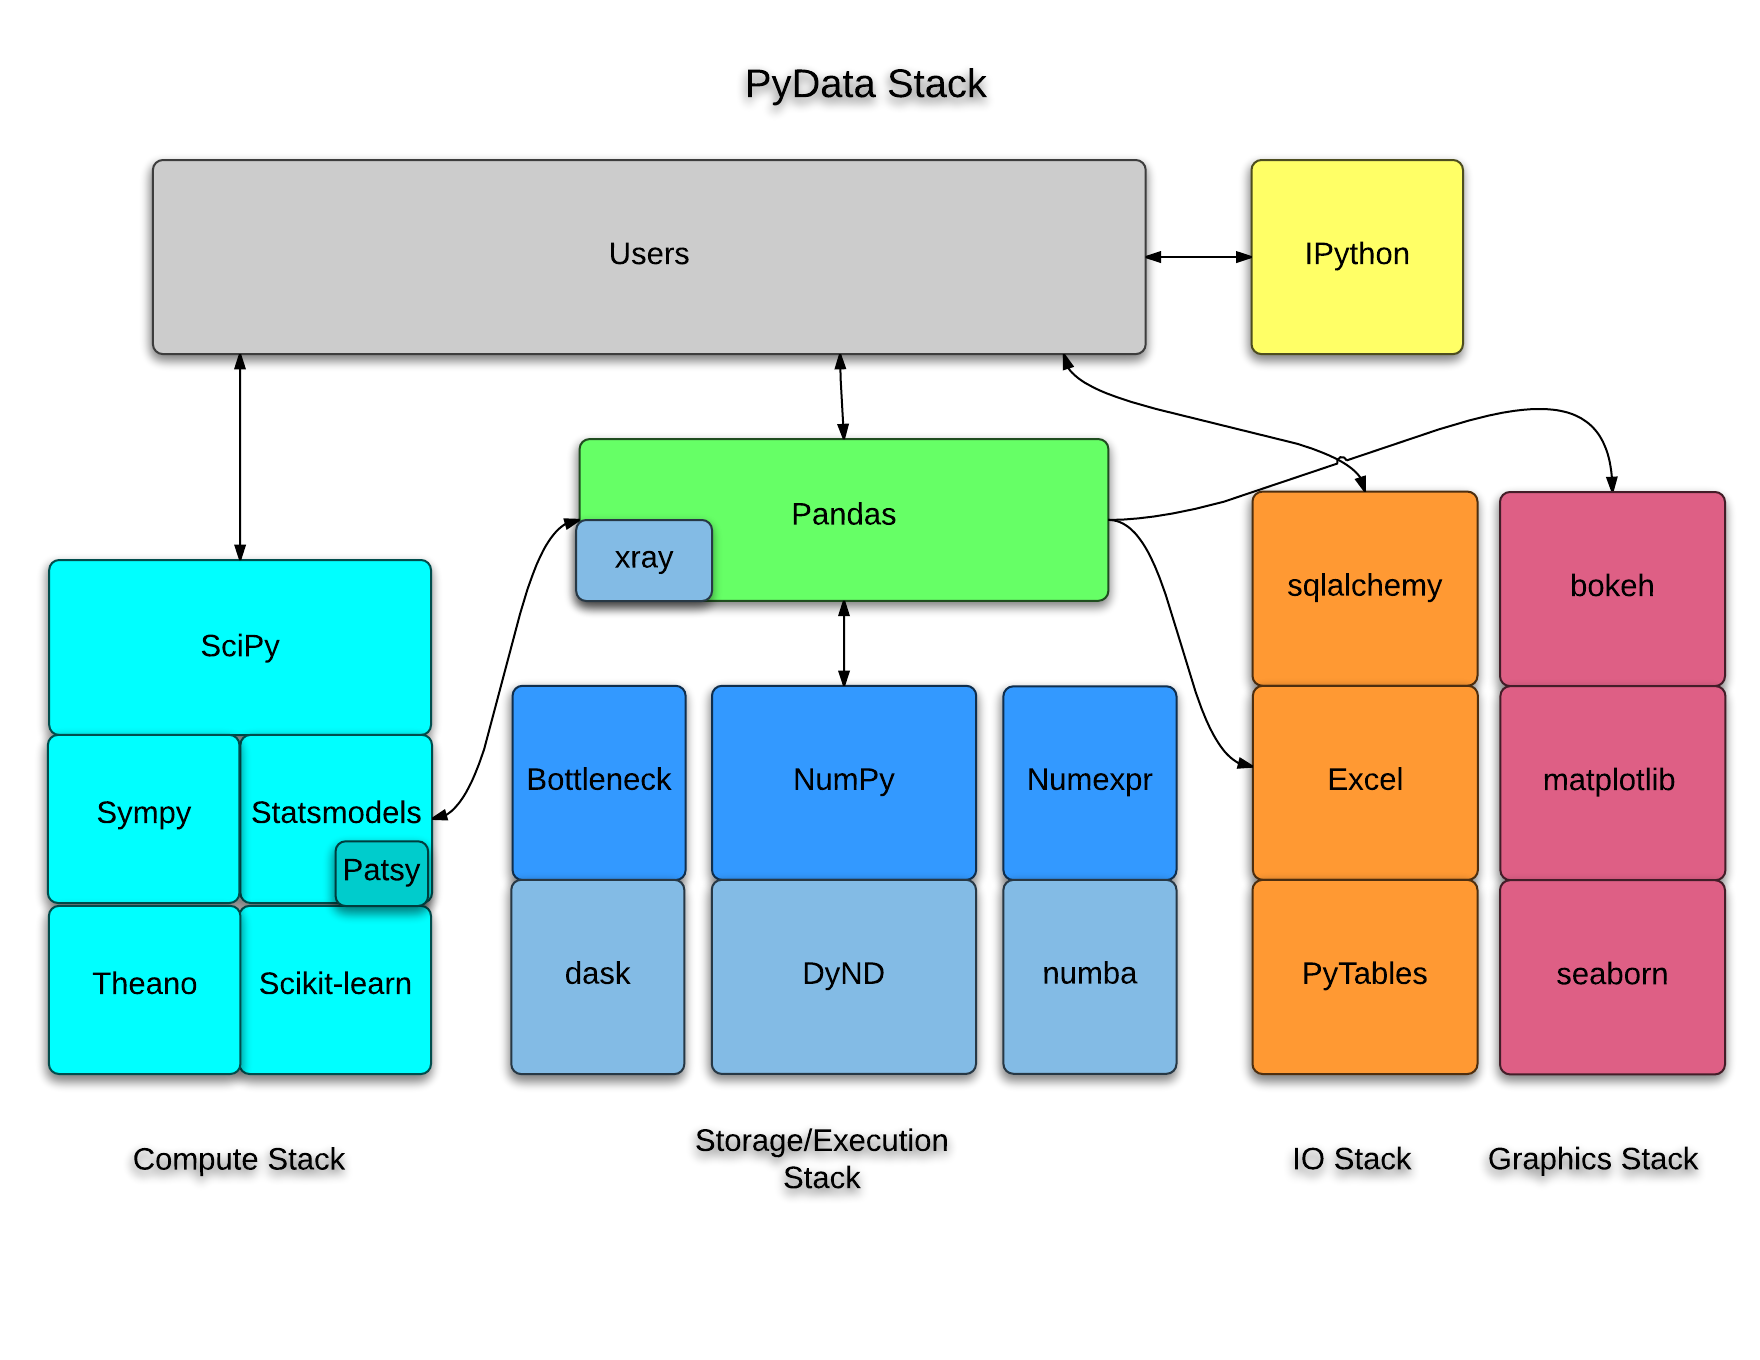 PyData Stack
Users
IPython
Pandas
xray
SciPy
Sympy
Statsmodels
Patsy
Theano
Scikit-learn
Bottleneck
NumPy
Numexpr
dask
DyND
numba
sqlalchemy
Excel
PyTables
bokeh
matplotlib
seaborn
Compute Stack
Storage/Execution
Stack
IO Stack
Graphics Stack